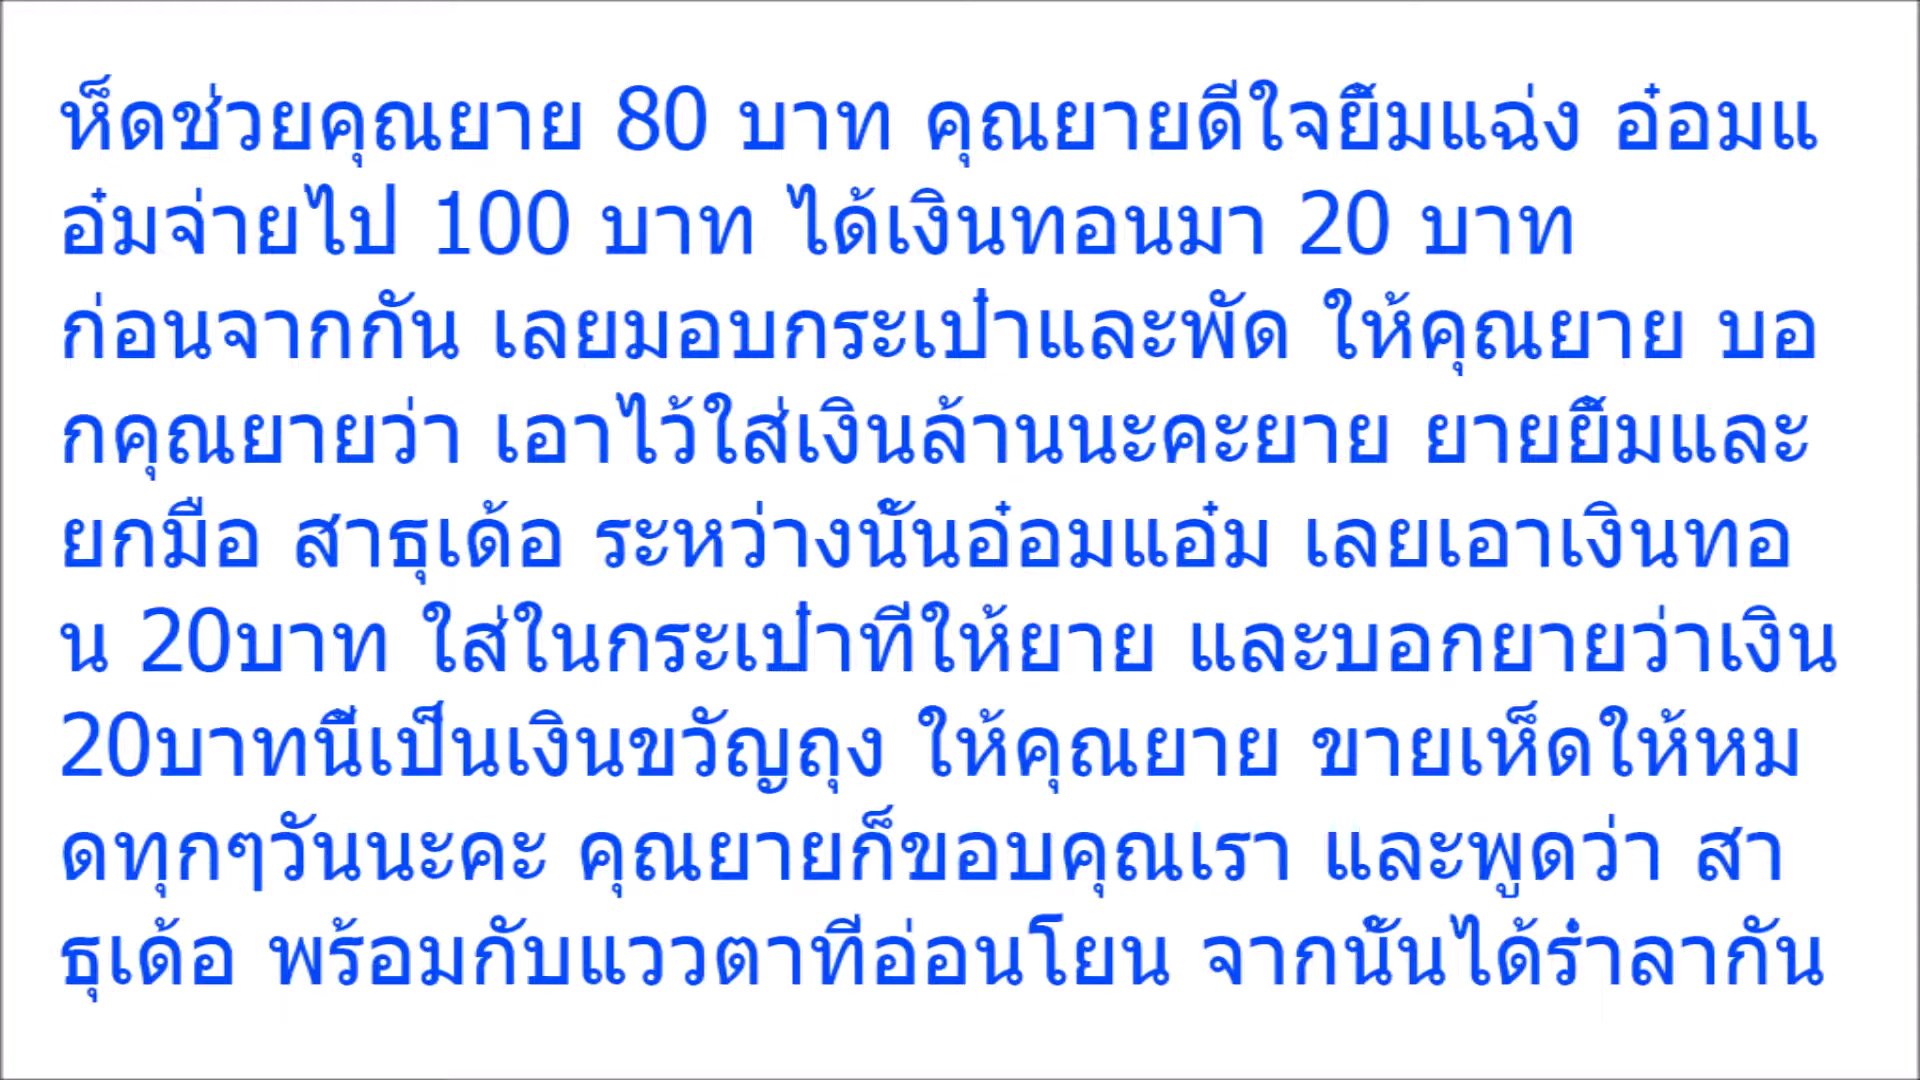 ห็ดช่วยคุณยาย 80 บาท คุณยายดีใจยิ้มแฉ่ง อ๋อมแ
อ๋มจ่ายไป 100 บาท ได้เงินทอนมา 20 บาท
ก่อนจากกัน เลยมอบกระเป๋าและพัด ให้คุณยาย บอ
กคุณยายว่า เอาไว้ใส่เงินล้านนะคะยาย ยายยิ้มและ
ยกมือ สาธุเด้อ ระหว่างนั้นอ๋อมแอ๋ม เลยเอาเงินทอ
น 20บาท ใส่ในกระเป๋าที่ให้ยาย และบอกยายว่าเงิน
20บาทนี้เป็นเงินขวัญถุง ให้คุณยาย ขายเห็ดให้หม
ดทุกๆวันนะคะ คุณยายก็ขอบคุณเรา และพูดว่า สา
ธุเด้อ พร้อมกับแววตาที่อ่อนโยน จากนั้นได้ร่ำลากัน